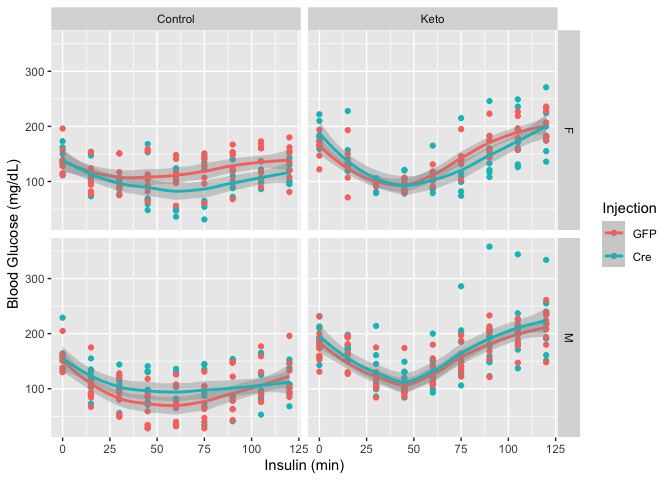 Control Keto
300
200
100
F
300
200
100
M
0 25 50 75 100 125 0 25 50 75 100 125
Insulin (min)
Blood Glucose (mg/dL)
Injection
GFP
Cre